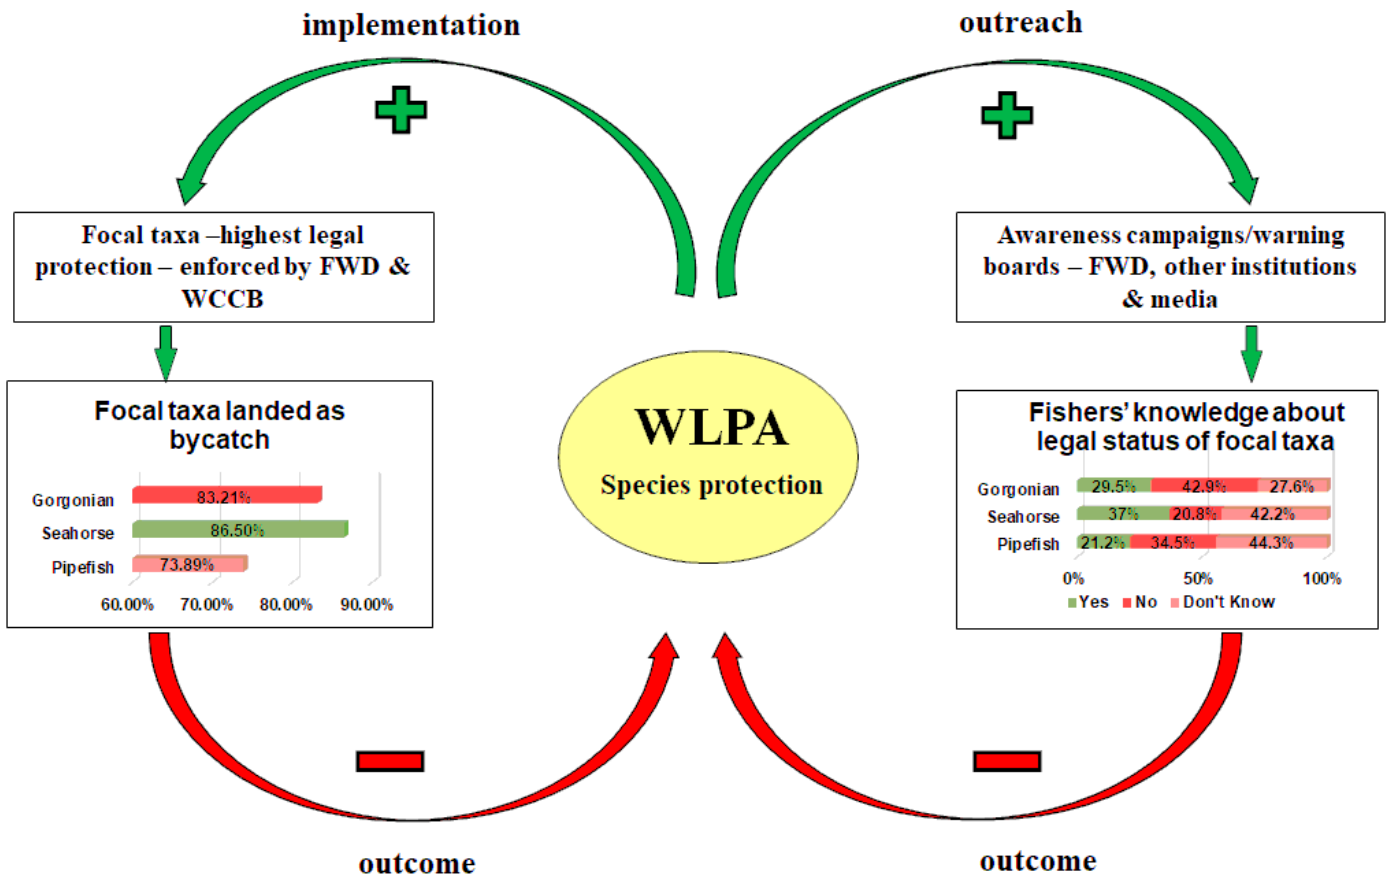 implementation
outreach
Focal taxa –highest legal
protection – enforced by FWD &
WCCB
Awareness campaigns/warning
boards – FWD, other institutions
& media
WLPA
Species protection
Focal taxa landed as
bycatch
Gorgonian 83.21%
Seahorse 86.50%
Pipefish 73.89%
60.00% 70.00% 80.00% 90.00%
Fishers' knowledge about
legal status of focal taxa
Gorgonian 29.5% 42.9% 27.6%
Seahorse 37% 20.8% 42.2%
Pipefish 21.2% 34.5% 44.3%
0% 50% 100%
Yes No Don't Know
outcome
outcome